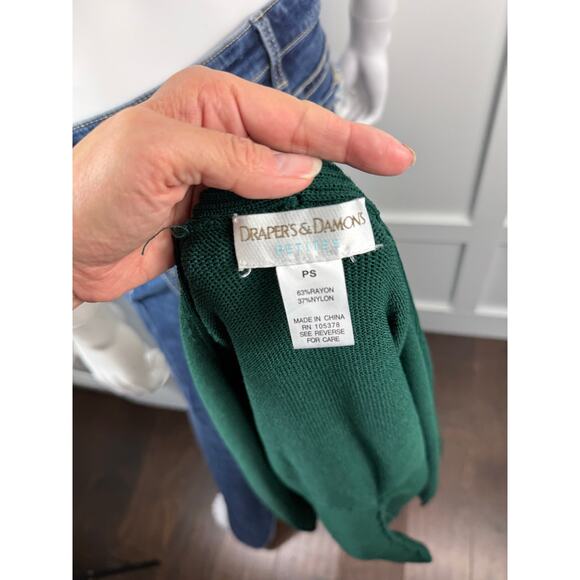 DRAPER'S & DAMON'S
PETITES
PS
63%RAYON
37%NYLON
MADE IN CHINA
RN 105378
SEE REVERSE
FOR CARE